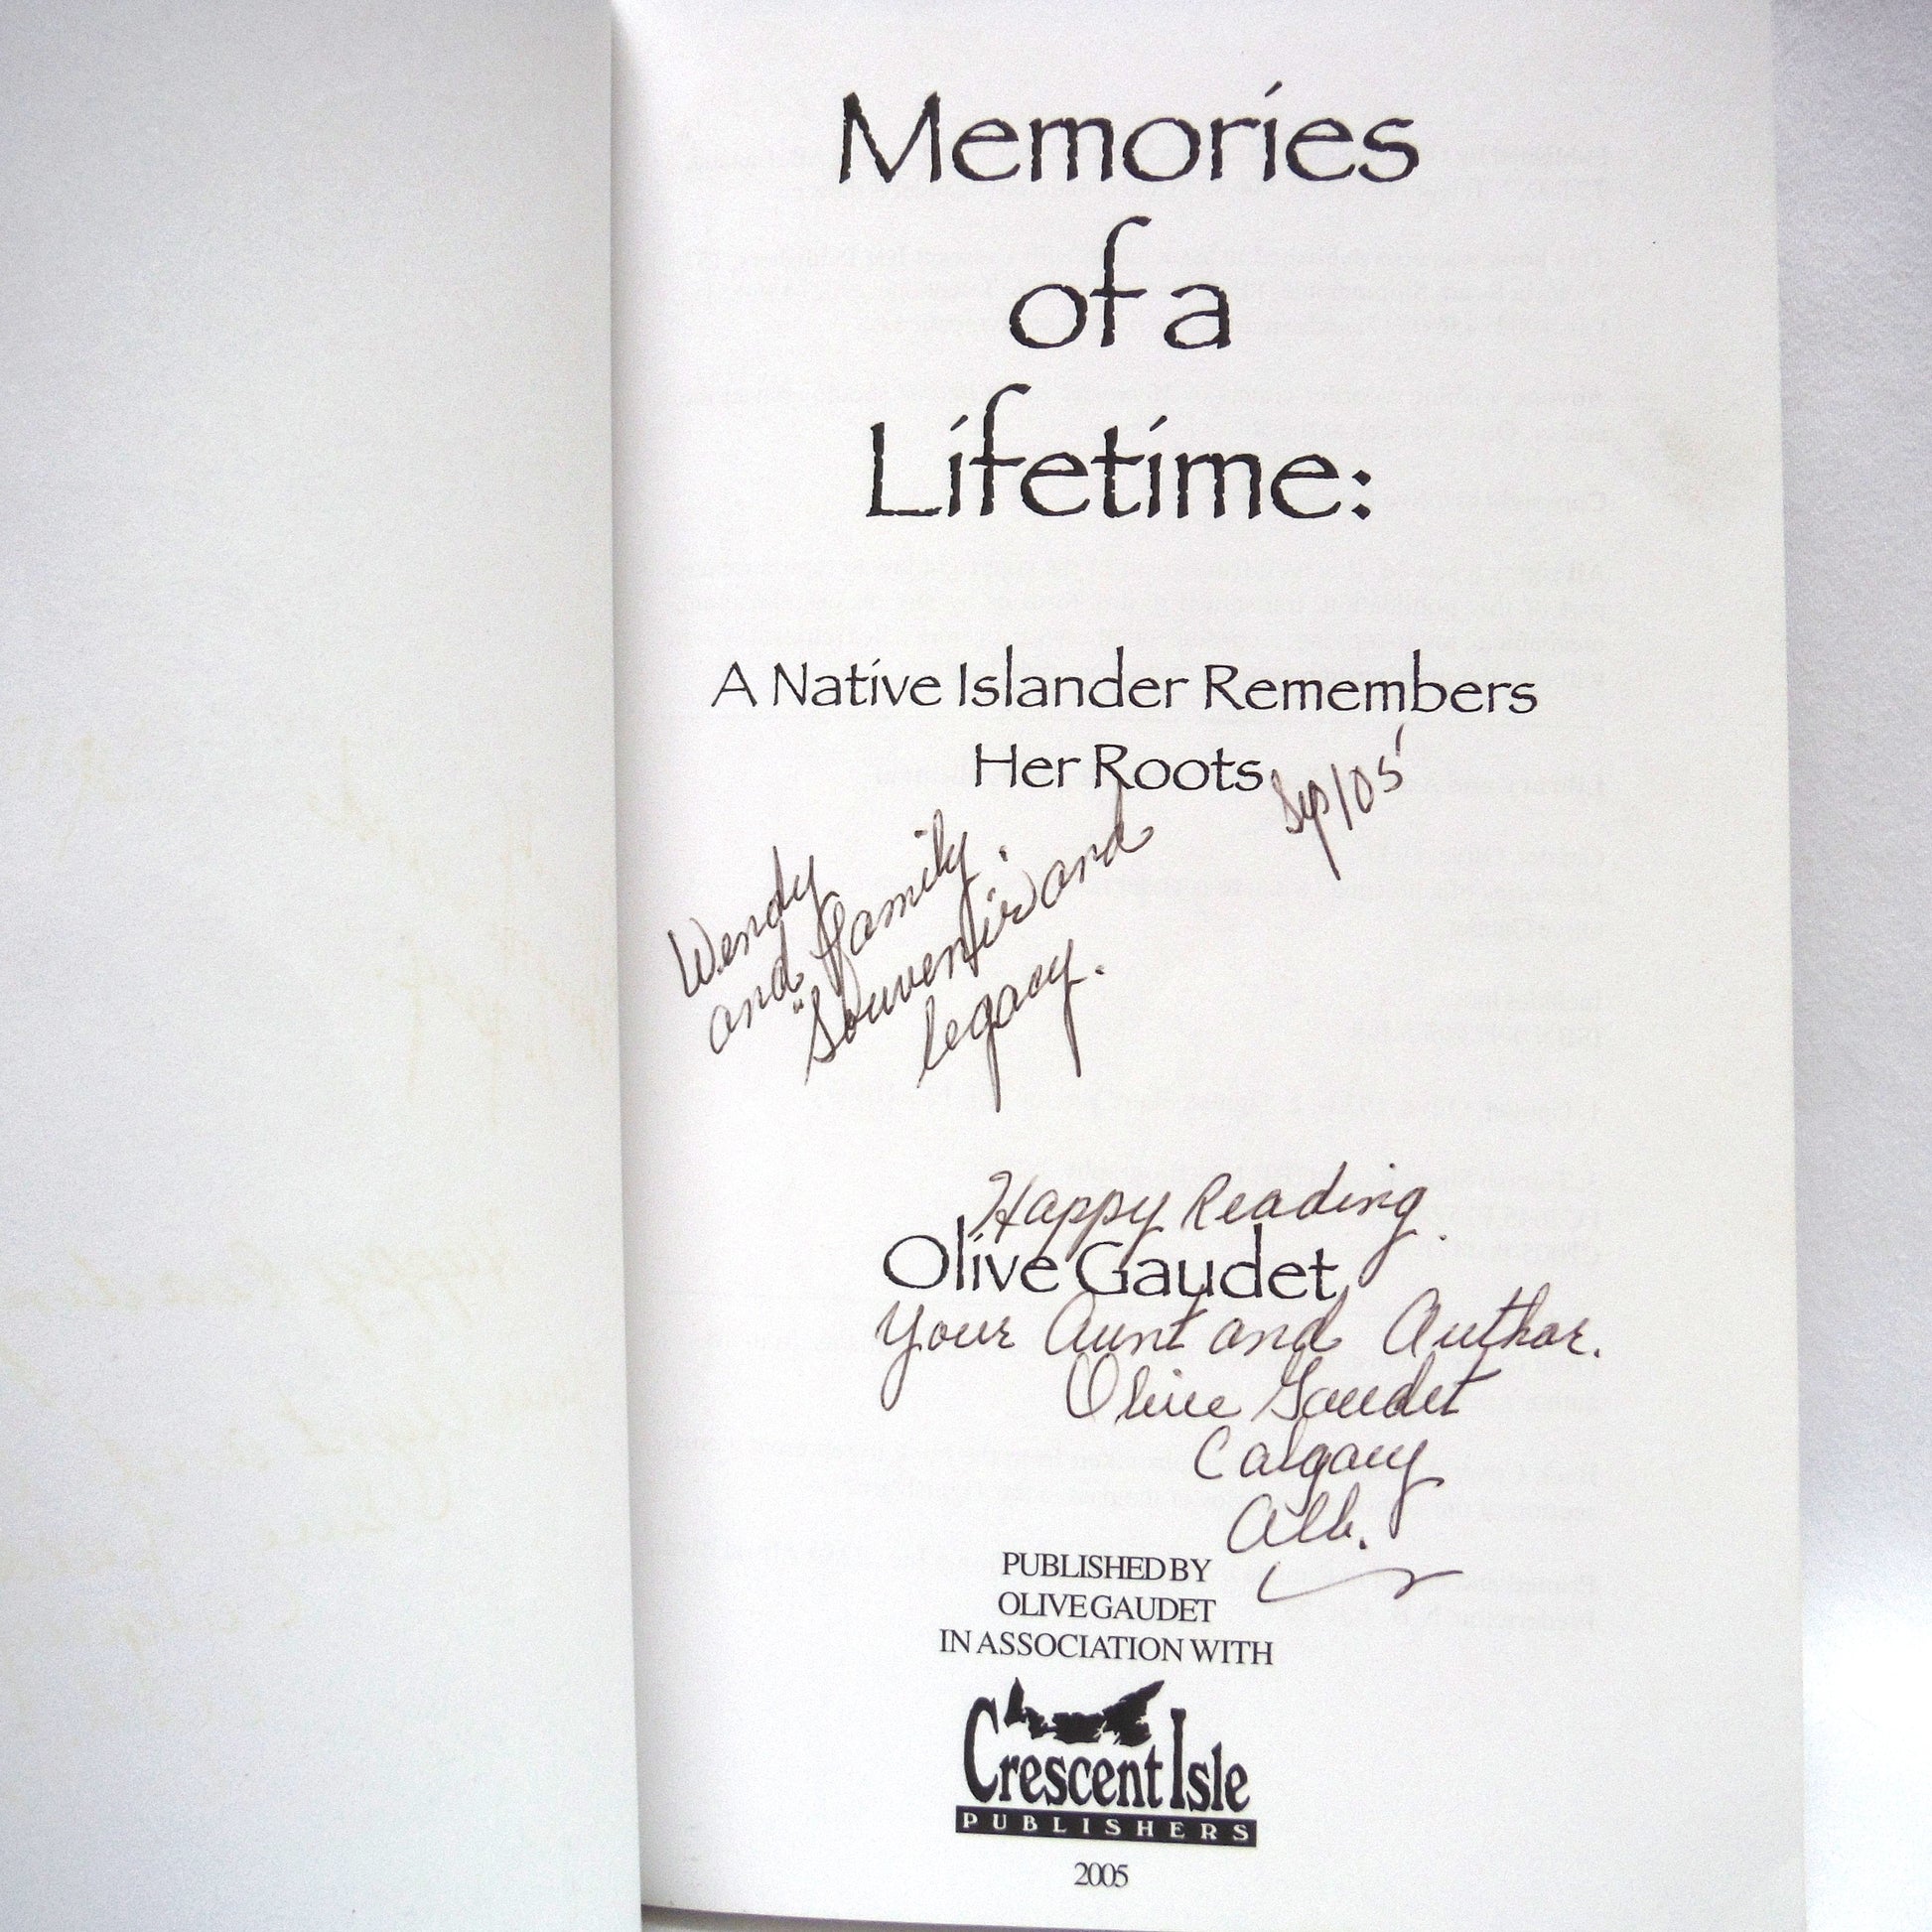 Memories
of a
Lifetime:
A Native Islander Remembers
Her Roots
Sep/05'
Wendy
and Family.
"Souvenir and
legacy.
Happy Reading.
Olive Gaudet
Your Aunt and Author.
Olive Gaudet
Calgary
Alb.
PUBLISHED BY
OLIVE GAUDET
IN ASSOCIATION WITH
Crescent Isle
PUBLISHERS
2005